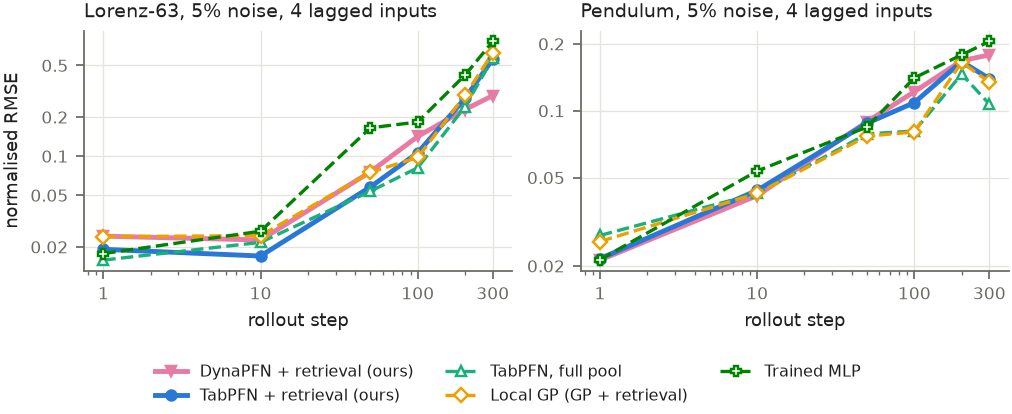 Lorenz-63, 5% noise, 4 lagged inputs
Pendulum, 5% noise, 4 lagged inputs
normalised RMSE
0.5
0.2
0.1
0.05
0.02
1
10
100
300
rollout step
0.2
0.1
0.05
0.02
1
10
100
300
rollout step
DynaPFN + retrieval (ours)
TabPFN, full pool
Trained MLP
TabPFN + retrieval (ours)
Local GP (GP + retrieval)